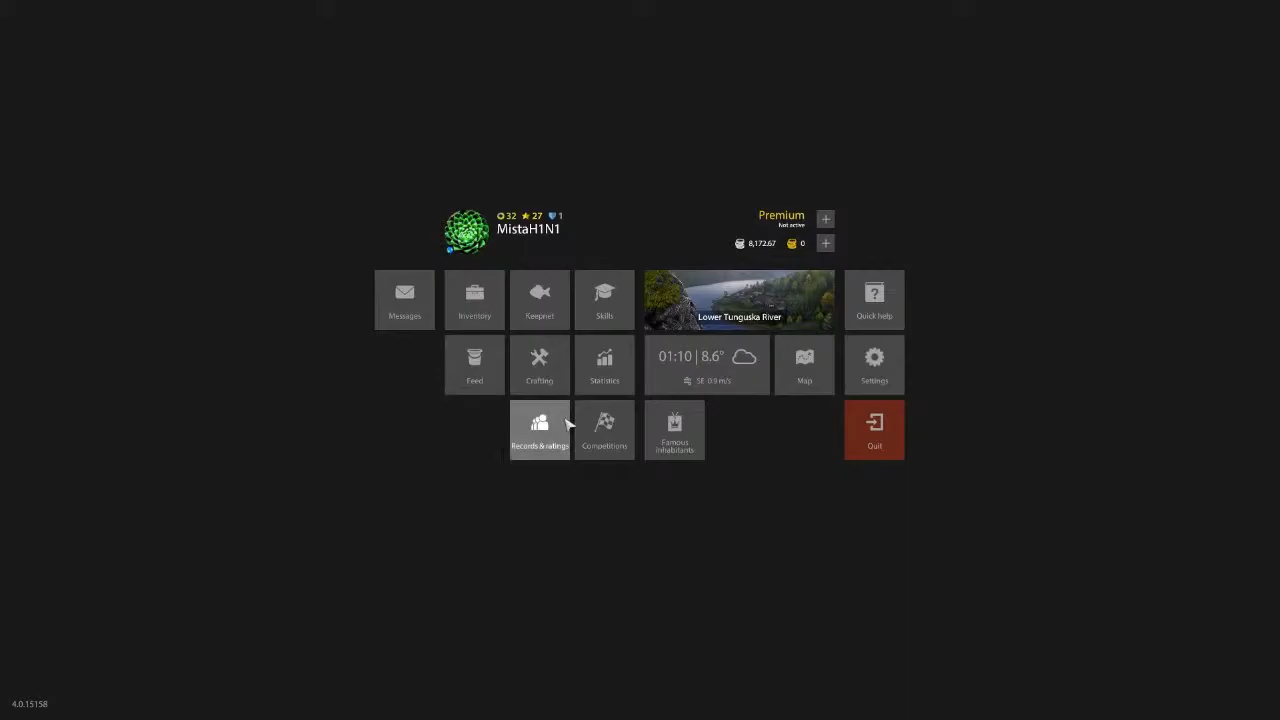 32 27 1
MistaH1N1
Premium
Not active
8,172.67 0
Messages
Inventory
Keepnet
Skills
Lower Tunguska River
Quick help
Feed
Crafting
Statistics
01:10 | 8.6°
SE 0.9 m/s
Map
Settings
Records & ratings
Competitions
Famous
Inhabitants
Quit
4.0.15158